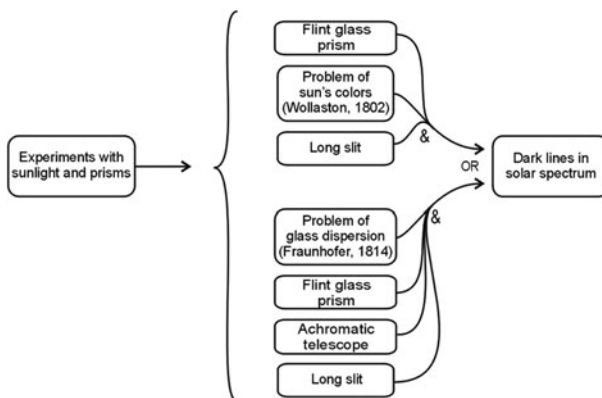 Flint glass
prism
Problem of
sun's colors
(Wollaston, 1802)
Long slit
&
Experiments with
sunlight and prisms
OR
Dark lines in
solar spectrum
&
Problem of
glass dispersion
(Fraunhofer, 1814)
Flint glass
prism
Achromatic
telescope
Long slit